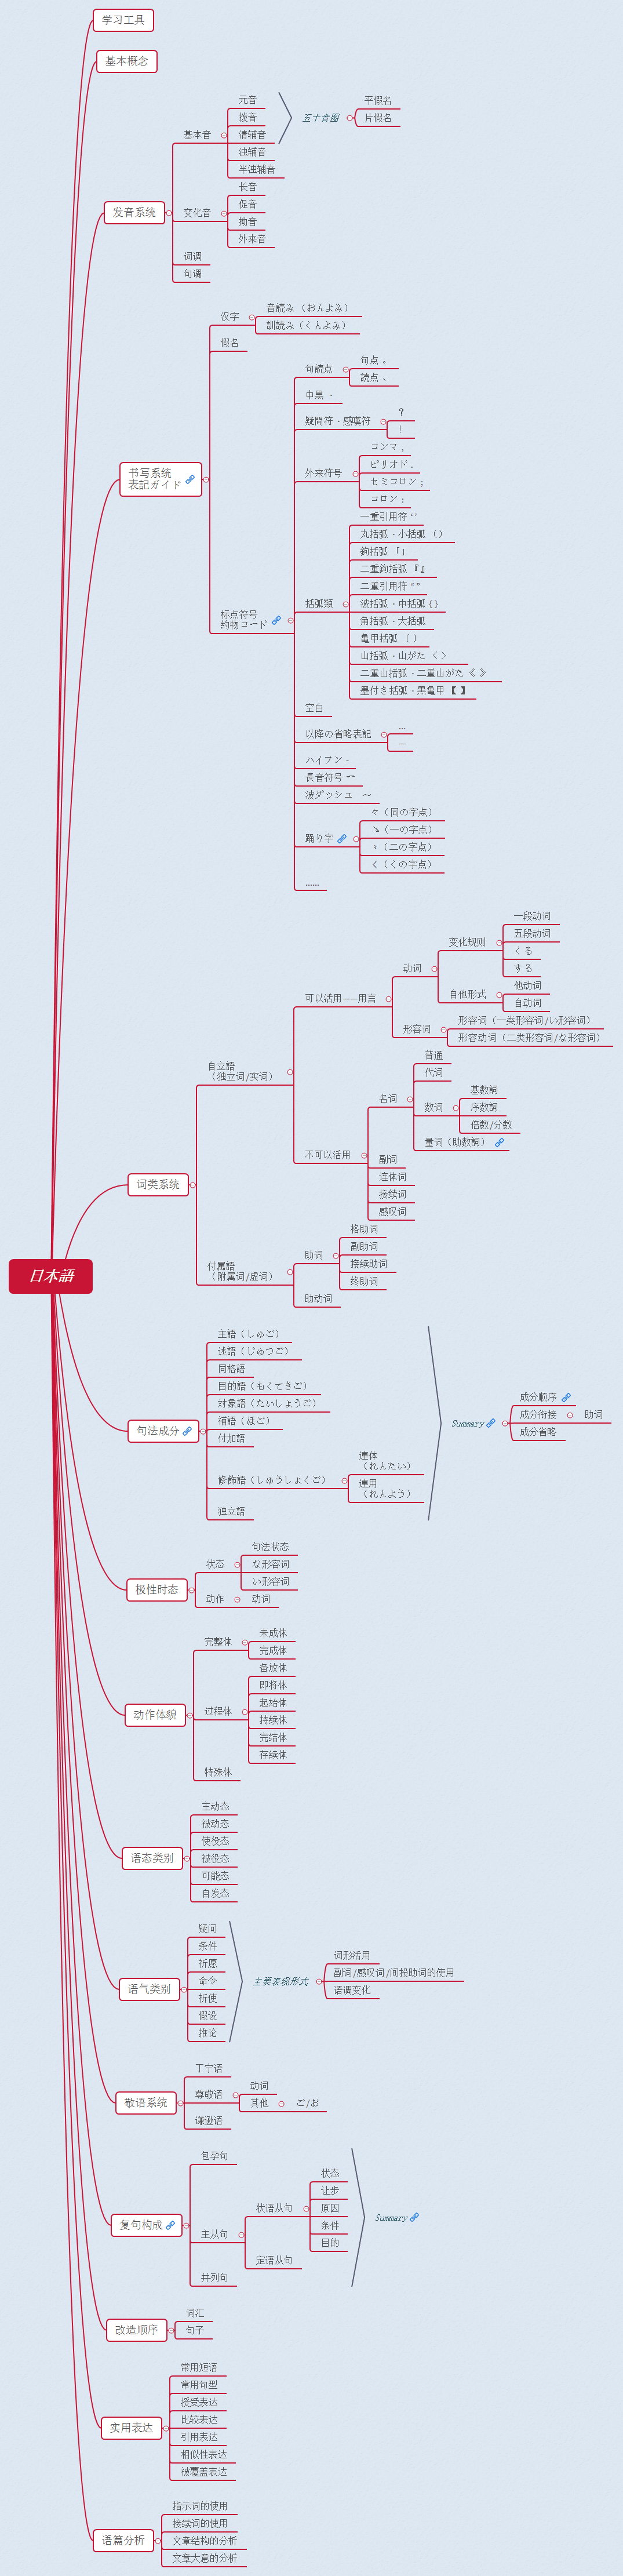 学习工具
基本概念
发音系统
基本音
元音
拨音
清辅音
浊辅音
半浊辅音
五十音图
平假名
片假名
变化音
长音
促音
拗音
外来音
词调
句调
书写系统
表記ガイド
汉字
音読み（おんよみ）
訓読み（くんよみ）
假名
标点符号
約物コード
句読点
句点 。
読点 、
中黒 ・
疑問符・感嘆符
？
！
外来符号
コンマ ,
ピリオド .
セミコロン ;
コロン :
括弧類
一重引用符 ‘ ’
丸括弧・小括弧 （）
鉤括弧 「」
二重鉤括弧 『』
二重引用符 “ ”
波括弧・中括弧 { }
角括弧・大括弧
亀甲括弧 〔 〕
山括弧・山がた 〈 〉
二重山括弧・二重山がた 《 》
墨付き括弧・黒亀甲 【 】
空白
以降の省略表記
…
—
ハイフン -
長音符号 ー
波ダッシュ 〜
踊り字
々（同の字点）
ゝ（一の字点）
〻（二の字点）
く（くの字点）
......
日本語
词类系统
自立語
（独立词/实词）
可以活用——用言
动词
变化规则
一段动词
五段动词
くる
する
自他形式
他动词
自动词
形容词
形容词（一类形容词/い形容词）
形容动词（二类形容词/な形容词）
不可以活用
名词
普通
代词
数词
基数詞
序数詞
倍数/分数
量词（助数詞）
副词
连体词
接续词
感叹词
付属語
（附属词/虚词）
助词
格助词
副助词
接续助词
终助词
助动词
句法成分
主語（しゅご）
述語（じゅつご）
同格語
目的語（もくてきご）
対象語（たいしょうご）
補語（ほご）
付加語
修飾語（しゅうしょくご）
連体
（れんたい）
連用
（れんよう）
独立語
Summary
成分顺序
成分衔接
助词
成分省略
极性时态
状态
句法状态
な形容词
い形容词
动作
动词
动作体貌
完整体
未成体
完成体
过程体
备放体
即将体
起始体
持续体
完结体
存续体
特殊体
语态类别
主动态
被动态
使役态
被役态
可能态
自发态
语气类别
疑问
条件
祈愿
命令
祈使
假设
推论
主要表现形式
词形活用
副词/感叹词/间投助词的使用
语调变化
敬语系统
丁宁语
尊敬语
动词
其他
ご/お
谦逊语
复句构成
包孕句
主从句
状语从句
状态
让步
原因
条件
目的
定语从句
并列句
Summary
改造顺序
词汇
句子
实用表达
常用短语
常用句型
授受表达
比较表达
引用表达
相似性表达
被覆盖表达
语篇分析
指示词的使用
接续词的使用
文章结构的分析
文章大意的分析